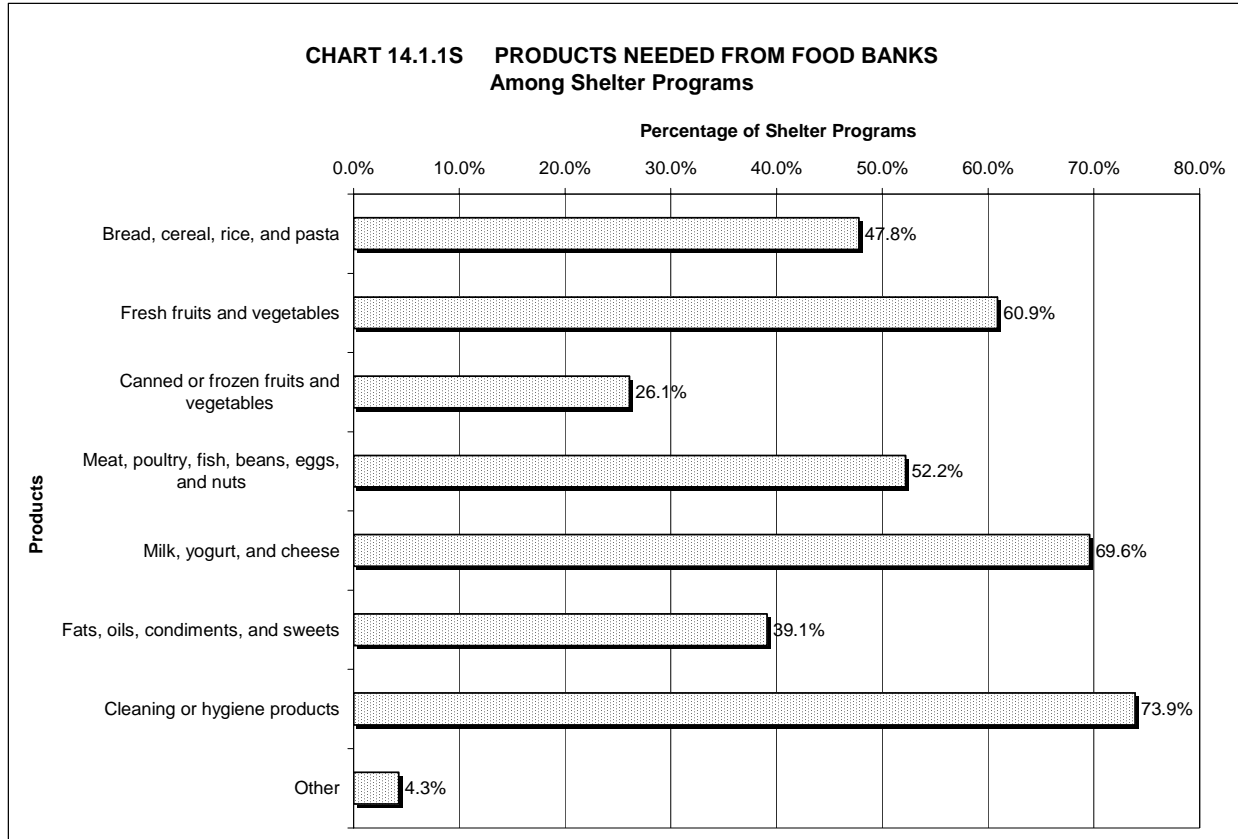 CHART 14.1.1S PRODUCTS NEEDED FROM FOOD BANKS
Among Shelter Programs
Percentage of Shelter Programs
0.0% 10.0% 20.0% 30.0% 40.0% 50.0% 60.0% 70.0% 80.0%
Products
Bread, cereal, rice, and pasta 47.8%
Fresh fruits and vegetables 60.9%
Canned or frozen fruits and
vegetables 26.1%
Meat, poultry, fish, beans, eggs,
and nuts 52.2%
Milk, yogurt, and cheese 69.6%
Fats, oils, condiments, and sweets 39.1%
Cleaning or hygiene products 73.9%
Other 4.3%